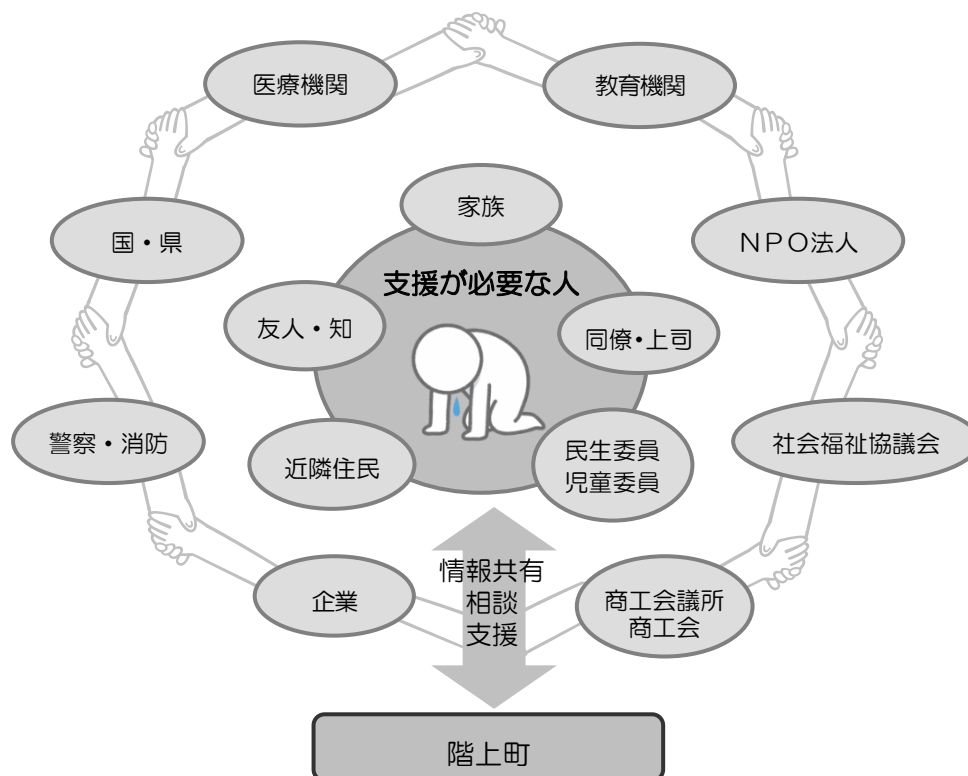 医療機関
教育機関
家族
国・県
NPO法人
支援が必要な人
友人・知
同僚・上司
警察・消防
近隣住民
民生委員
児童委員
社会福祉協議会
情報共有
相談
支援
企業
商工会議所
商工会
階上町